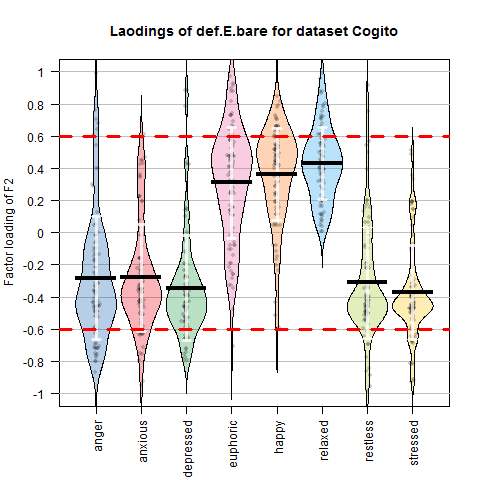 Laodings of def.E.bare for dataset Cogito
Factor loading of F2
1
0.8
0.6
0.4
0.2
0
-0.2
-0.4
-0.6
-0.8
-1
anger
anxious
depressed
euphoric
happy
relaxed
restless
stressed